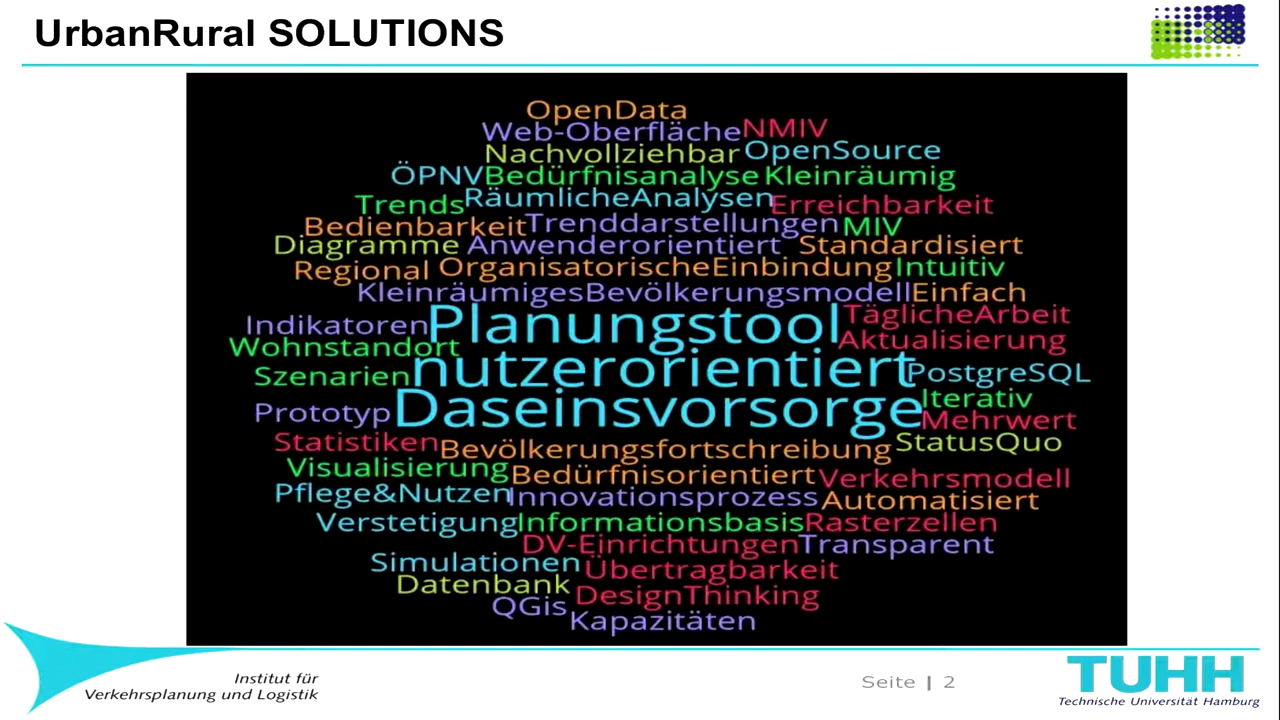 UrbanRural SOLUTIONS
OpenData
Web-Oberfläche NMIV
Nachvollziehbar OpenSource
ÖPNV Bedürfnisanalyse Kleinräumig
Trends RäumlicheAnalysen Erreichbarkeit
Bedienbarkeit Trenddarstellungen MIV
Diagramme Anwenderorientiert Standardisiert
Regional OrganisatorischeEinbindung Intuitiv
KleinräumigesBevölkerungsmodell Einfach
Indikatoren Planungstool TäglicheArbeit
Wohnstandort Aktualisierung
Szenarien nutzerorientiert PostgreSQL
Prototyp Daseinsvorsorge Iterativ
Mehrwert
Statistiken Bevölkerungsfortschreibung StatusQuo
Visualisierung Bedürfnisorientiert Verkehrsmodell
Pflege&Nutzen Innovationsprozess Automatisiert
Verstetigung Informationsbasis Rasterzellen
DV-Einrichtungen Transparent
Simulationen Übertragbarkeit
Datenbank DesignThinking
QGis Kapazitäten
Institut für
Verkehrsplanung und Logistik
Seite | 2
TUHH
Technische Universität Hamburg